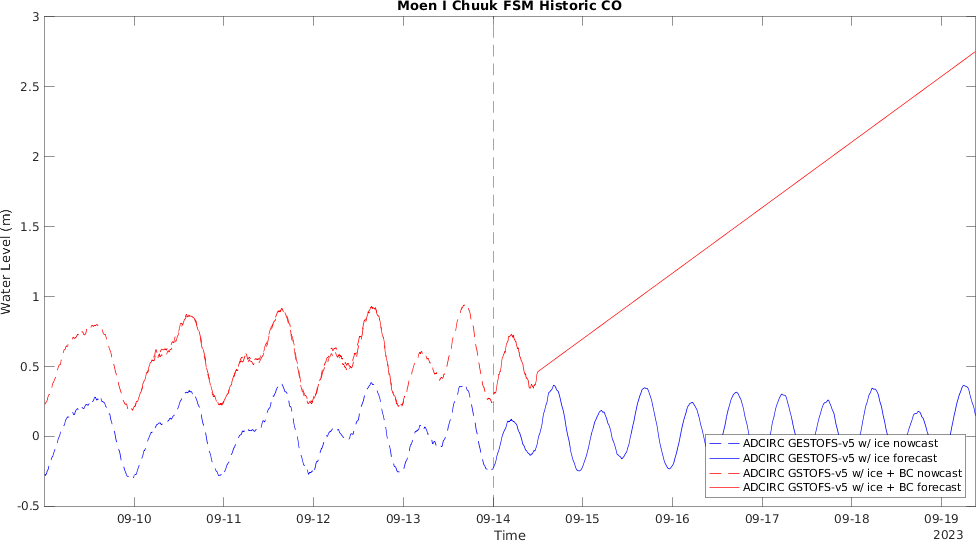 Moen I Chuuk FSM Historic CO
3
2.5
2
1.5
1
0.5
0
-0.5
Water Level (m)
ADCIRC GESTOFS-v5 w/ ice nowcast
ADCIRC GESTOFS-v5 w/ ice forecast
ADCIRC GSTOFS-v5 w/ ice + BC nowcast
ADCIRC GSTOFS-v5 w/ ice + BC forecast
09-10 09-11 09-12 09-13 09-14 09-15 09-16 09-17 09-18 09-19
Time 2023